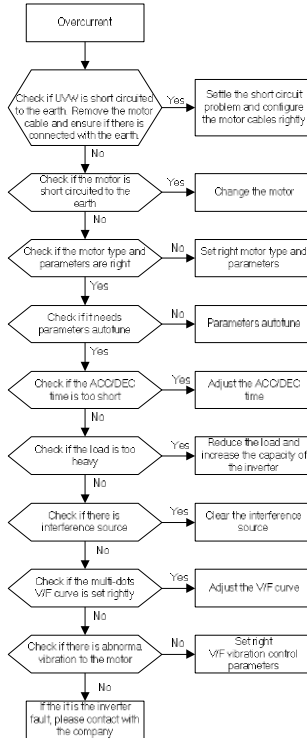 Overcurrent
Check if UVW is short circuited
to the earth. Remove the motor
cable and ensure if there is
connected with the earth.
Yes
Settle the short circuit
problem and configure
the motor cables rightly
No
Check if the motor is
short circuited to the
earth
Yes
Change the motor
No
Check if the motor type and
parameters are right
No
Set right motor type and
parameters
Yes
Check if it needs
parameters autotune
No
Parameters autotune
Yes
Check if the ACC/DEC
time is too short
Yes
Adjust the ACC/DEC
time
No
Check if the load is too
heavy
Yes
Reduce the load and
increase the capacity of
the inverter
No
Check if there is
interference source
Yes
Clear the interference
source
No
Check if the multi-dots
V/F curve is set rightly
Yes
Adjust the V/F curve
No
Check if there is abnorma
vibration to the motor
No
Set right
V/F vibration control
parameters
No
If the it is the inverter
fault, please contact with
the company